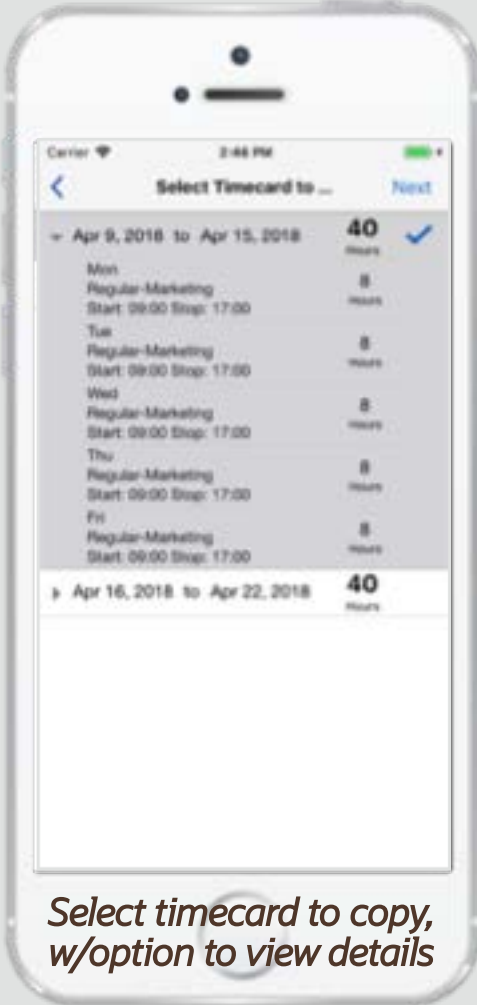 Carrier 2:46 PM
Select Timecard to ... Next
Apr 9, 2018 to Apr 15, 2018 40
Hours
Mon
Regular-Marketing 8
Start: 09:00 Stop: 17:00 Hours
Tue
Regular-Marketing 8
Start: 09:00 Stop: 17:00 Hours
Wed
Regular-Marketing 8
Start: 09:00 Stop: 17:00 Hours
Thu
Regular-Marketing 8
Start: 09:00 Stop: 17:00 Hours
Fri
Regular-Marketing 8
Start: 09:00 Stop: 17:00 Hours
Apr 16, 2018 to Apr 22, 2018 40
Hours
Select timecard to copy,
w/option to view details